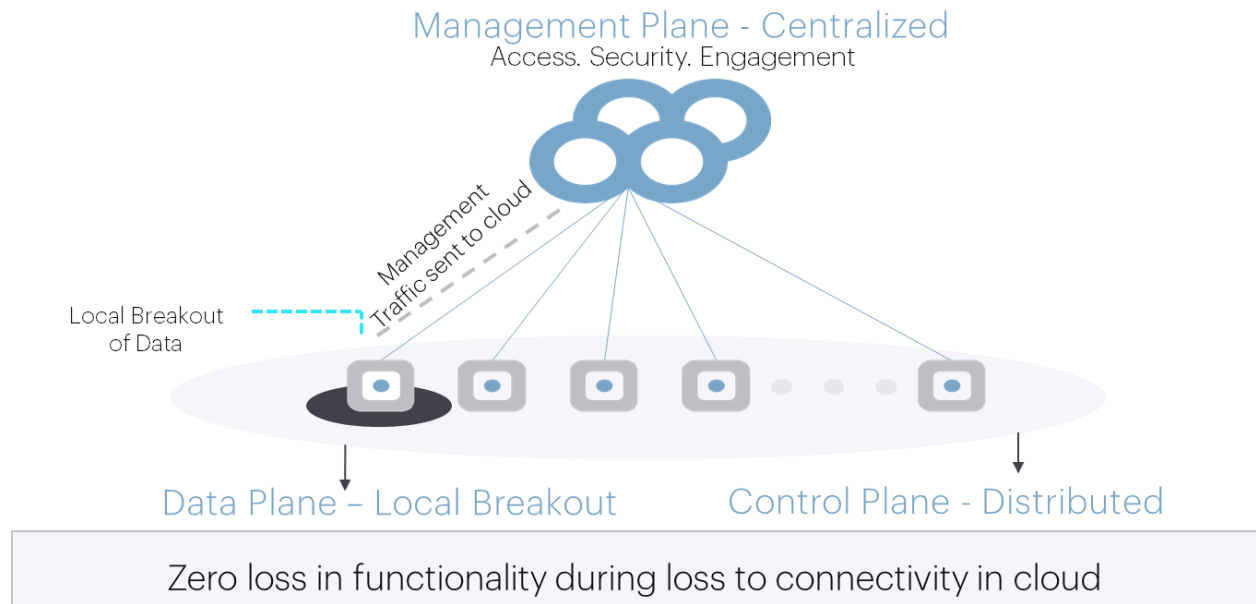 Management Plane - Centralized
Access. Security. Engagement
Management
Traffic sent to cloud
Local Breakout
of Data
Data Plane – Local Breakout
Control Plane - Distributed
Zero loss in functionality during loss to connectivity in cloud